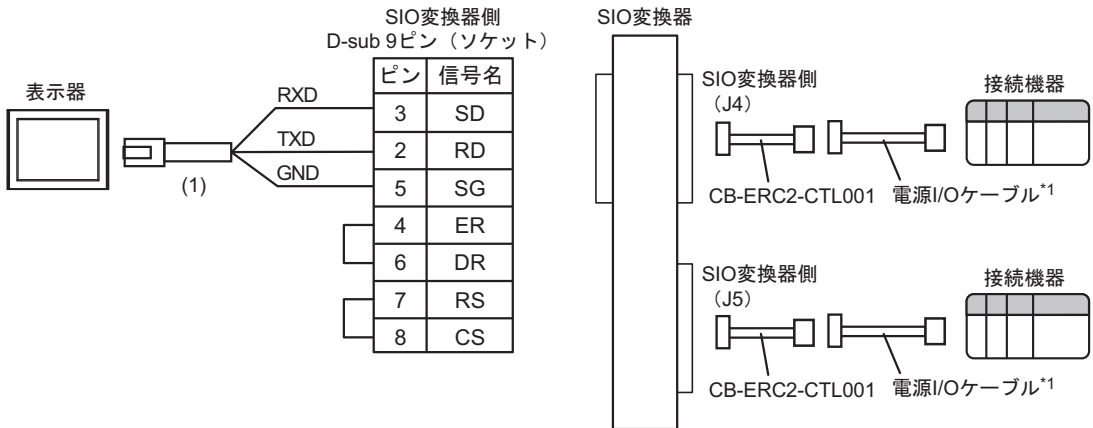 SIO変換器側
D-sub 9ピン（ソケット）
表示器
(1)
RXD
TXD
GND
ピン 信号名
3 SD
2 RD
5 SG
4 ER
6 DR
7 RS
8 CS
SIO変換器
SIO変換器側
（J4）
接続機器
CB-ERC2-CTL001 電源I/Oケーブル*1
SIO変換器側
（J5）
接続機器
CB-ERC2-CTL001 電源I/Oケーブル*1